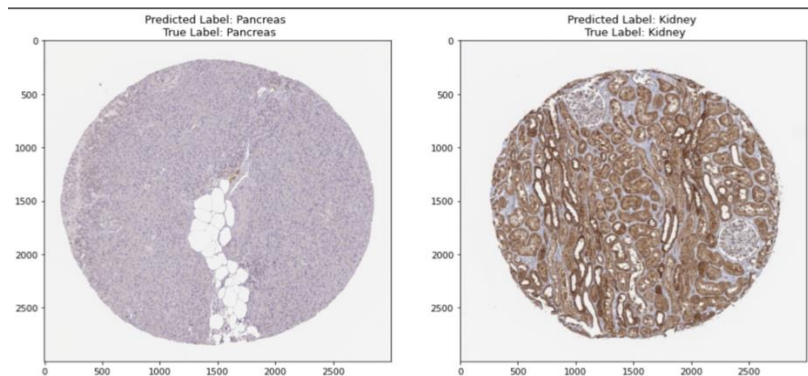 Predicted Label: Pancreas
True Label: Pancreas
0
500
1000
1500
2000
2500
0 500 1000 1500 2000 2500
Predicted Label: Kidney
True Label: Kidney
0
500
1000
1500
2000
2500
0 500 1000 1500 2000 2500